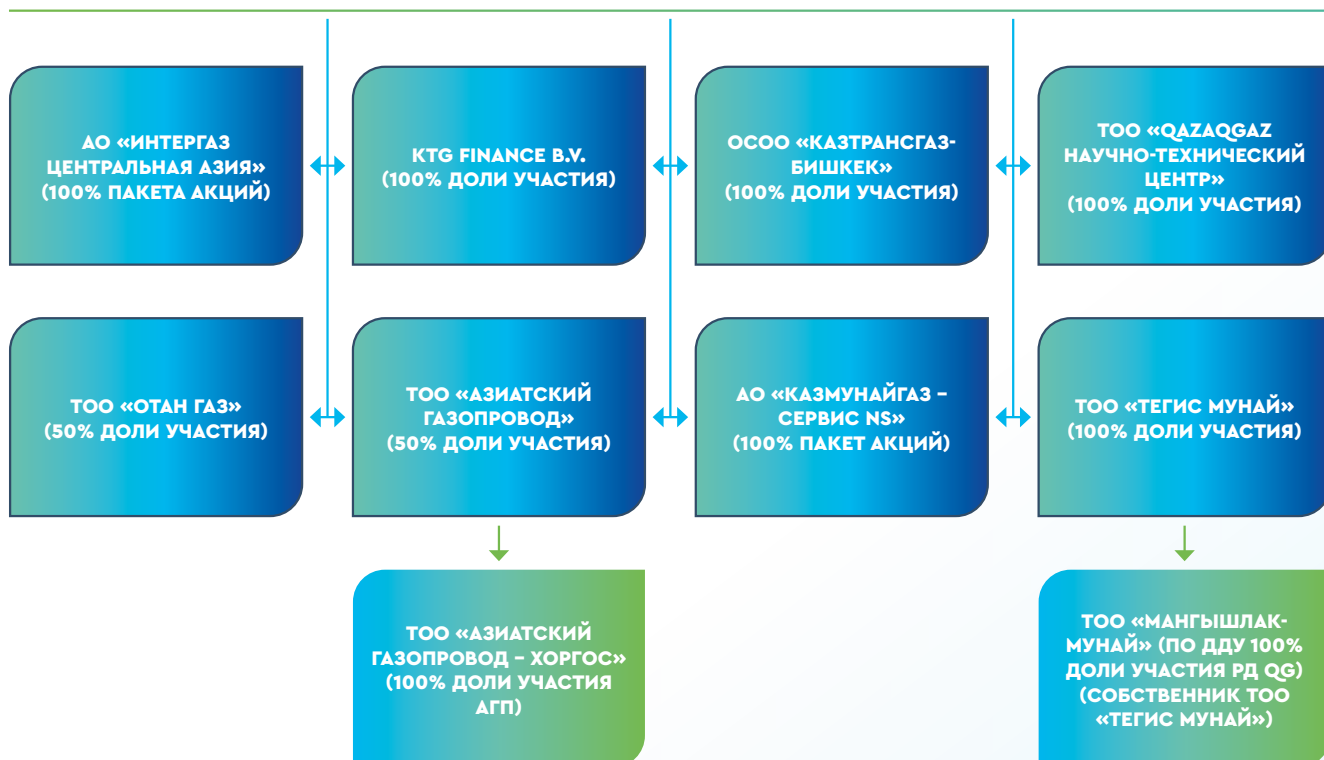 АО «ИНТЕРГАЗ
ЦЕНТРАЛЬНАЯ АЗИЯ»
(100% ПАКЕТА АКЦИЙ)
KTG FINANCE B.V.
(100% ДОЛИ УЧАСТИЯ)
ОСОО «КАЗТРАНСГАЗ-
БИШКЕК»
(100% ДОЛИ УЧАСТИЯ)
ТОО «QAZAQGAZ
НАУЧНО-ТЕХНИЧЕСКИЙ
ЦЕНТР»
(100% ДОЛИ УЧАСТИЯ)
ТОО «ОТАН ГАЗ»
(50% ДОЛИ УЧАСТИЯ)
ТОО «АЗИАТСКИЙ
ГАЗОПРОВОД»
(50% ДОЛИ УЧАСТИЯ)
АО «КАЗМУНАЙГАЗ –
СЕРВИС NS»
(100% ПАКЕТ АКЦИЙ)
ТОО «ТЕГИС МУНАЙ»
(100% ДОЛИ УЧАСТИЯ)
ТОО «АЗИАТСКИЙ
ГАЗОПРОВОД – ХОРГОС»
(100% ДОЛИ УЧАСТИЯ
АГП)
ТОО «МАНГЫШЛАК-
МУНАЙ» (ПО ДДУ 100%
ДОЛИ УЧАСТИЯ РД QG)
(СОБСТВЕННИК ТОО
«ТЕГИС МУНАЙ»)